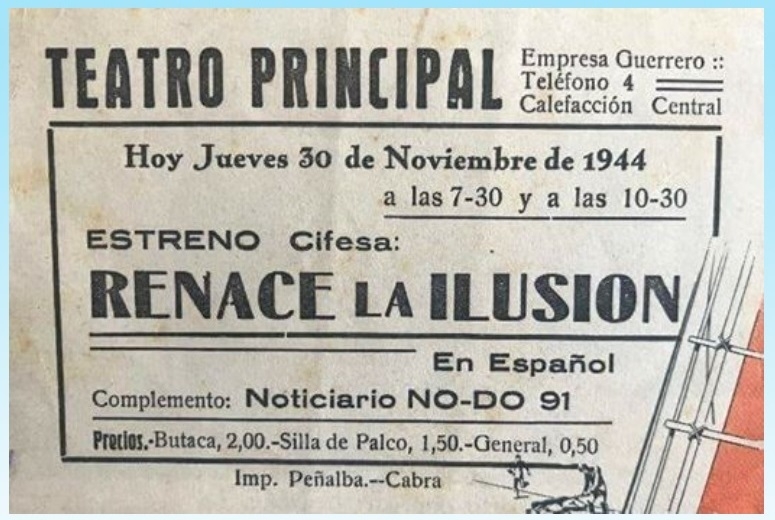 TEATRO PRINCIPAL
Empresa Guerrero ::
Teléfono 4
Calefacción Central
Hoy Jueves 30 de Noviembre de 1944
a las 7-30 y a las 10-30
ESTRENO Cifesa:
RENACE LA ILUSION
En Español
Complemento: Noticiario NO-DO 91
Precios.-Butaca, 2,00.-Silla de Palco, 1,50.-General, 0,50
Imp. Peñalba.--Cabra